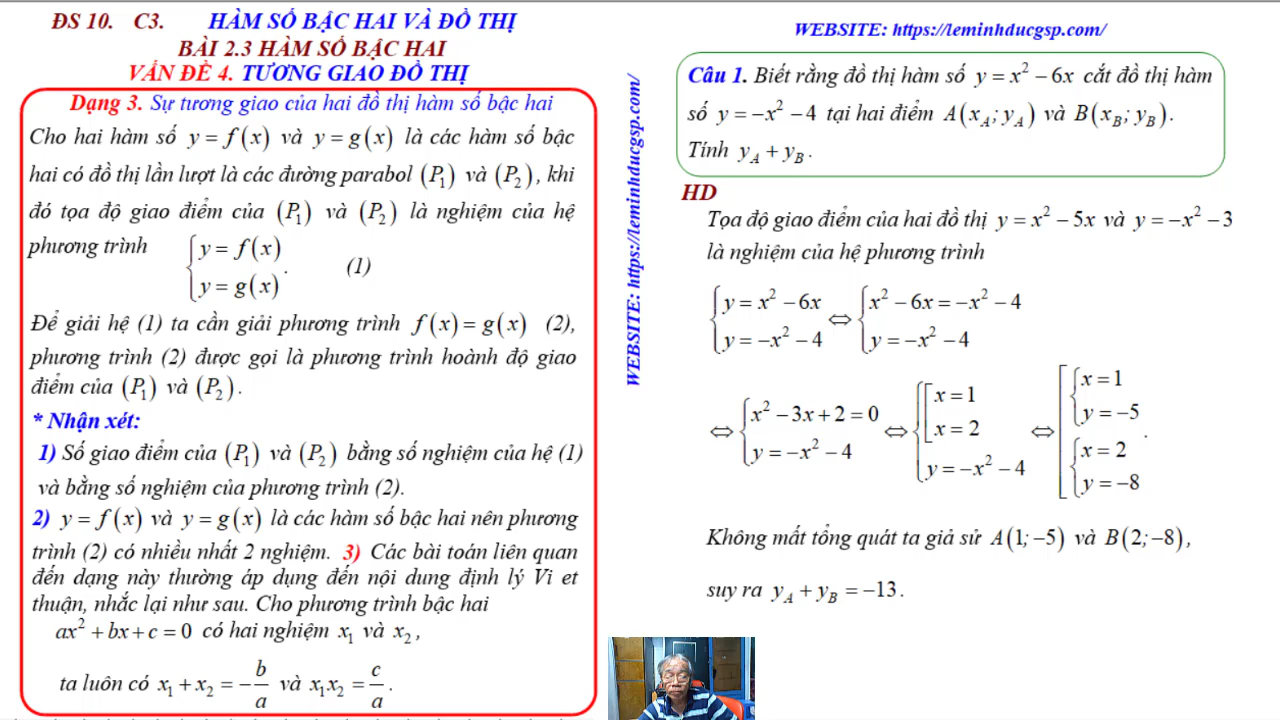 ĐS 10. C3. HÀM SỐ BẬC HAI VÀ ĐỒ THỊ
BÀI 2.3 HÀM SỐ BẬC HAI
VẤN ĐỀ 4. TƯƠNG GIAO ĐỒ THỊ
Dạng 3. Sự tương giao của hai đồ thị hàm số bậc hai
Cho hai hàm số y = f(x) và y = g(x) là các hàm số bậc
hai có đồ thị lần lượt là các đường parabol (P₁) và (P₂), khi
đó tọa độ giao điểm của (P₁) và (P₂) là nghiệm của hệ
phương trình { y = f(x)
y = g(x) . (1)
Để giải hệ (1) ta cần giải phương trình f(x) = g(x) (2),
phương trình (2) được gọi là phương trình hoành độ giao
điểm của (P₁) và (P₂).
* Nhận xét:
1) Số giao điểm của (P₁) và (P₂) bằng số nghiệm của hệ (1)
và bằng số nghiệm của phương trình (2).
2) y = f(x) và y = g(x) là các hàm số bậc hai nên phương
trình (2) có nhiều nhất 2 nghiệm. 3) Các bài toán liên quan
đến dạng này thường áp dụng đến nội dung định lý Vi et
thuận, nhắc lại như sau. Cho phương trình bậc hai
ax² + bx + c = 0 có hai nghiệm x₁ và x₂,
ta luôn có x₁ + x₂ = -b/a và x₁x₂ = c/a.
WEBSITE: https://leminhducgsp.com/
WEBSITE: https://leminhducgsp.com/
Câu 1. Biết rằng đồ thị hàm số y = x² - 6x cắt đồ thị hàm
số y = -x² - 4 tại hai điểm A(x_A; y_A) và B(x_B; y_B).
Tính y_A + y_B.
HD
Tọa độ giao điểm của hai đồ thị y = x² - 5x và y = -x² - 3
là nghiệm của hệ phương trình
{ y = x² - 6x ⇔ { x² - 6x = -x² - 4
y = -x² - 4 y = -x² - 4
⇔ { x² - 3x + 2 = 0 ⇔ { [ x = 1 ⇔ [ { x = 1
y = -x² - 4 x = 2 y = -5
y = -x² - 4 { x = 2
y = -8 .
Không mất tổng quát ta giả sử A(1; -5) và B(2; -8),
suy ra y_A + y_B = -13.